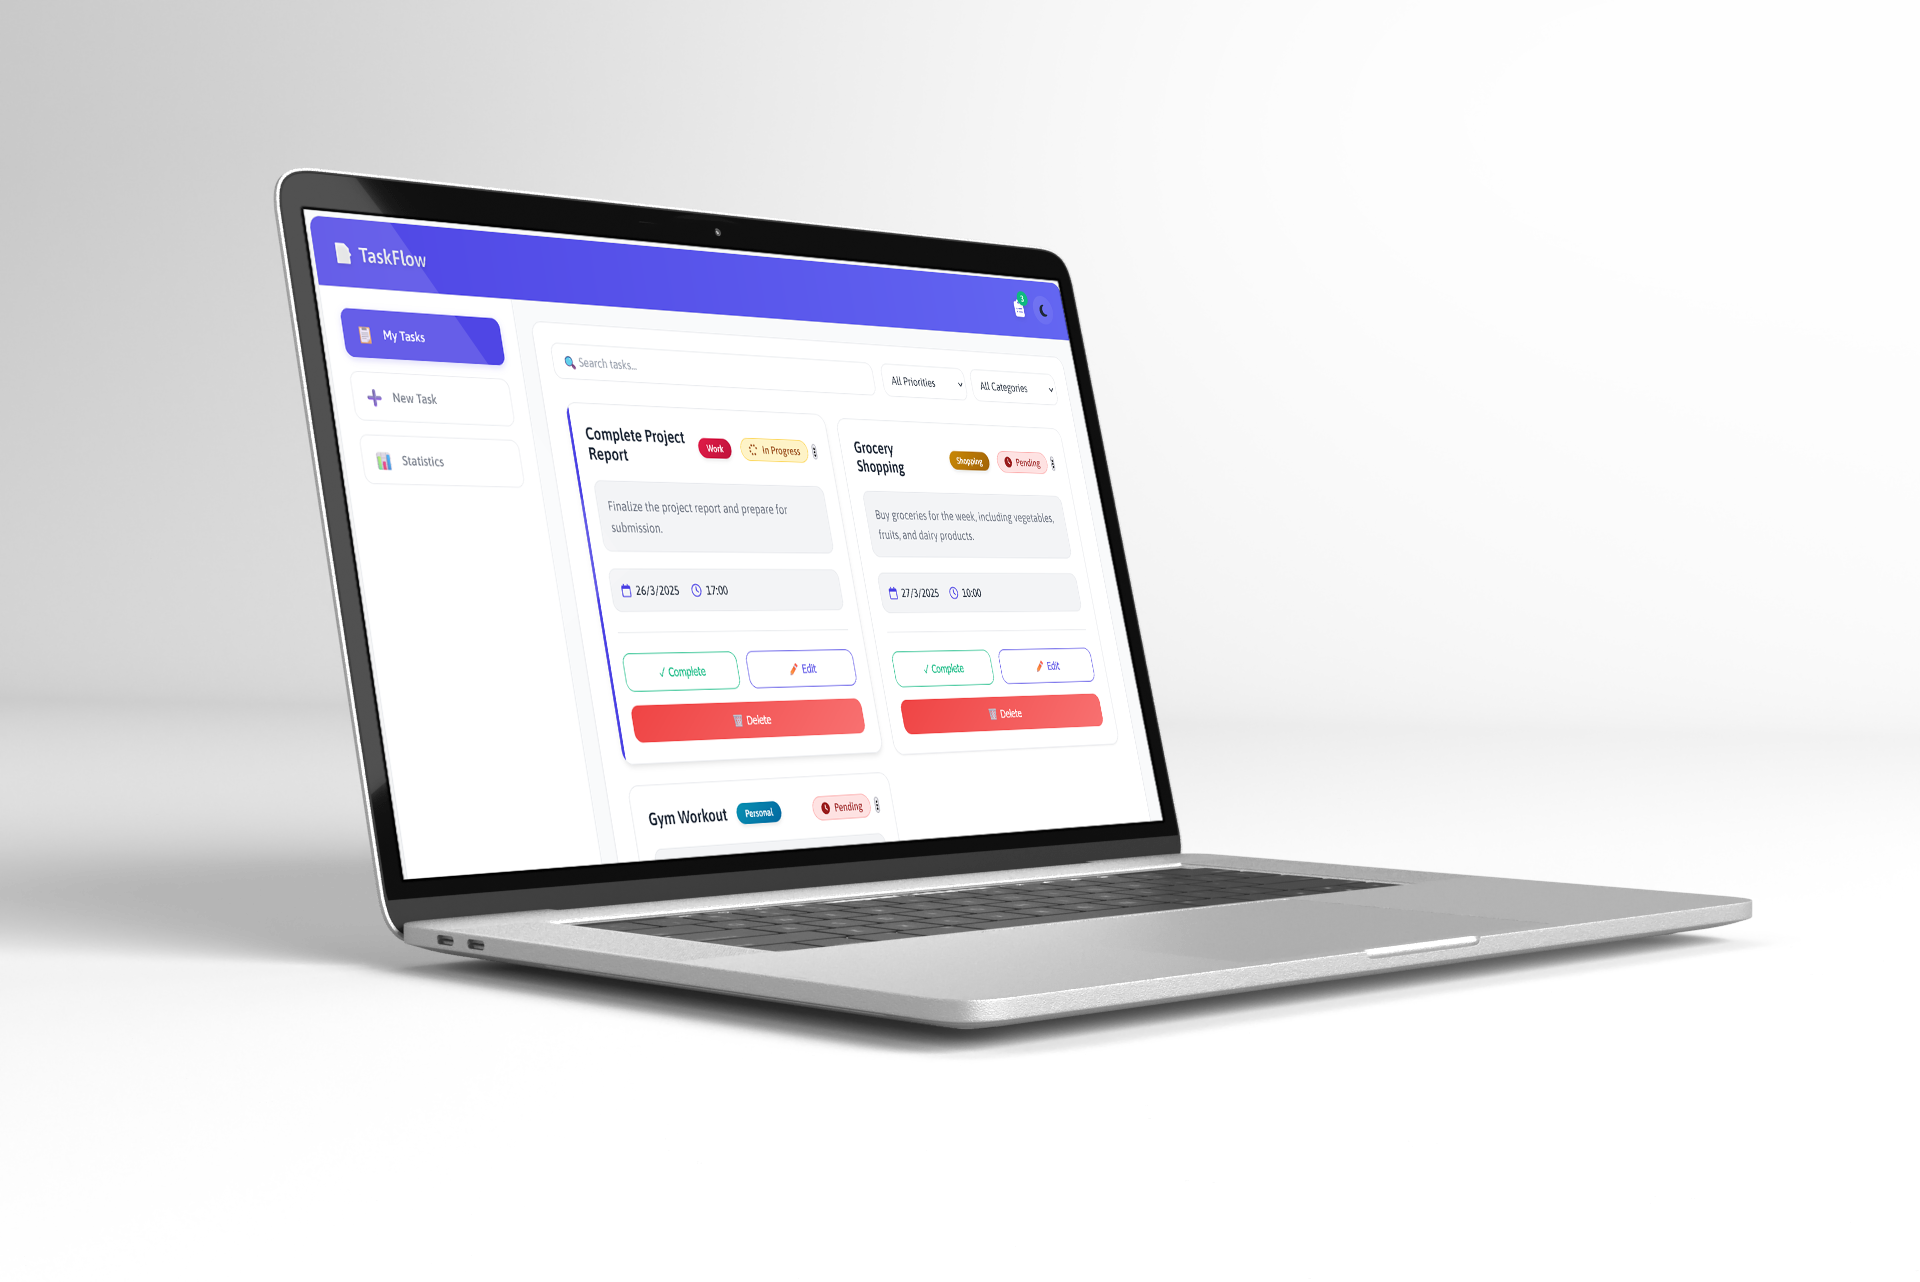 TaskFlow
3
My Tasks
New Task
Statistics
Search tasks...
All Priorities
All Categories
Complete Project
Report
Work
In Progress
Finalize the project report and prepare for
submission.
26/3/2025
17:00
✓ Complete
Edit
Delete
Grocery
Shopping
Shopping
Pending
Buy groceries for the week, including vegetables,
fruits, and dairy products.
27/3/2025
10:00
✓ Complete
Edit
Delete
Gym Workout
Personal
Pending